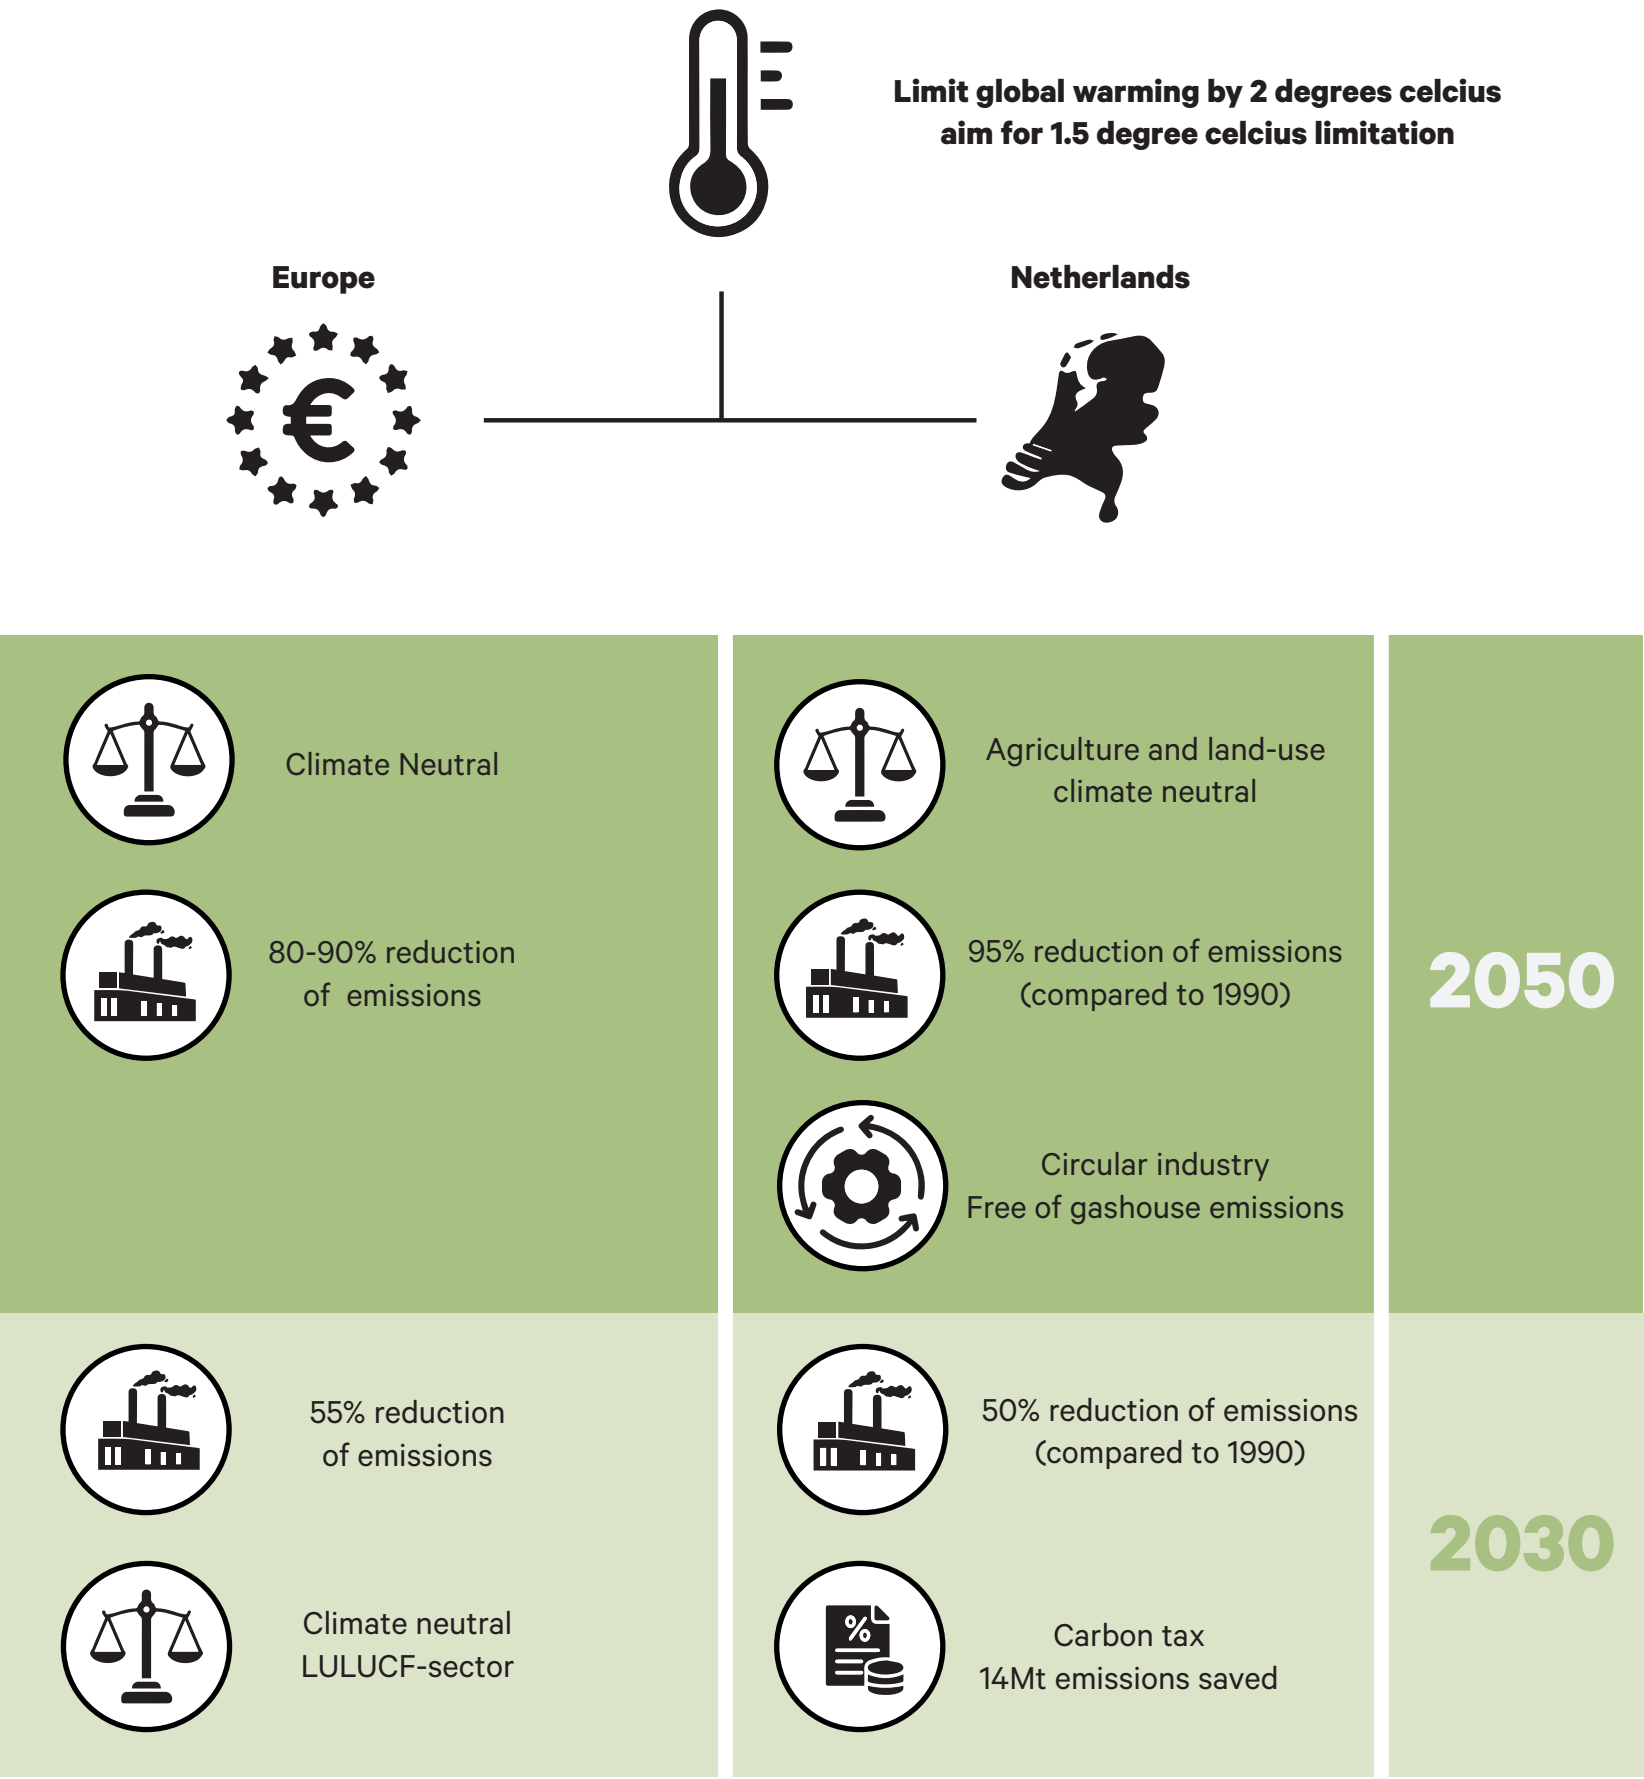 Limit global warming by 2 degrees celcius
aim for 1.5 degree celcius limitation
Europe
Netherlands
€
Climate Neutral
80-90% reduction
of emissions
Agriculture and land-use
climate neutral
95% reduction of emissions
(compared to 1990)
Circular industry
Free of gashouse emissions
2050
55% reduction
of emissions
Climate neutral
LULUCF-sector
50% reduction of emissions
(compared to 1990)
%
Carbon tax
14Mt emissions saved
2030